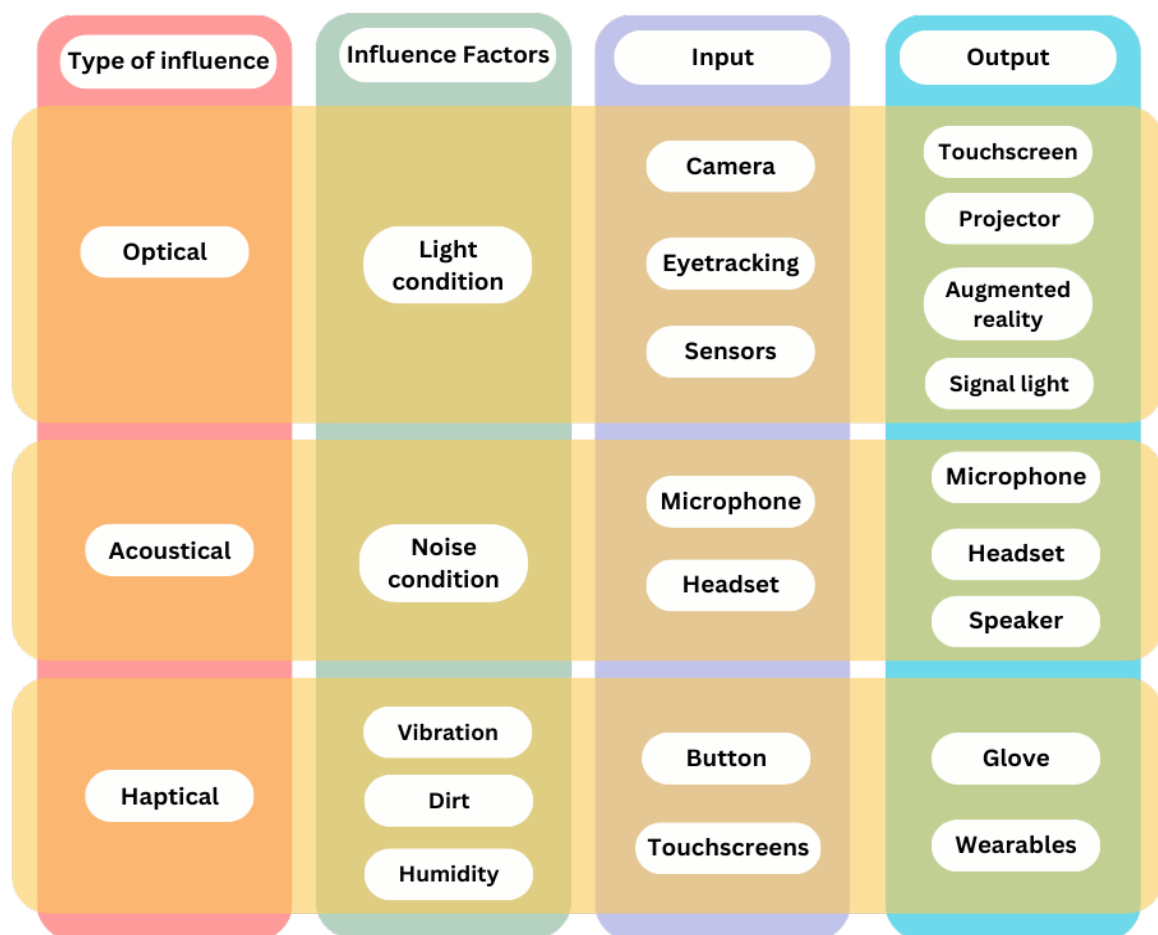 Type of influence
Influence Factors
Input
Output
Optical
Light
condition
Camera
Eyetracking
Sensors
Touchscreen
Projector
Augmented
reality
Signal light
Acoustical
Noise
condition
Microphone
Headset
Microphone
Headset
Speaker
Haptical
Vibration
Dirt
Humidity
Button
Touchscreens
Glove
Wearables